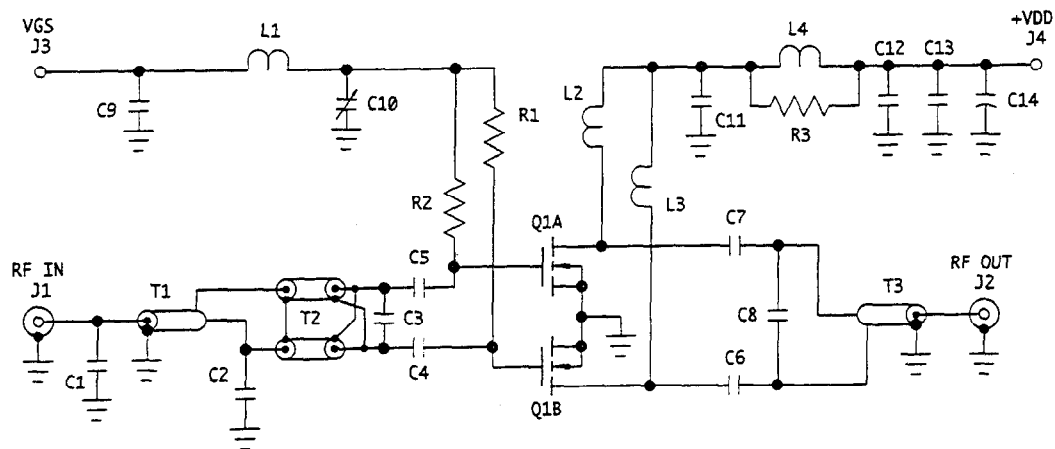 VGS
J3
L1
C9
C10
R1
R2
L2
L3
L4
R3
C11
C12
C13
C14
+VDD
J4
RF IN
J1
T1
C1
C2
T2
C5
C3
C4
Q1A
Q1B
C7
C8
C6
T3
RF OUT
J2